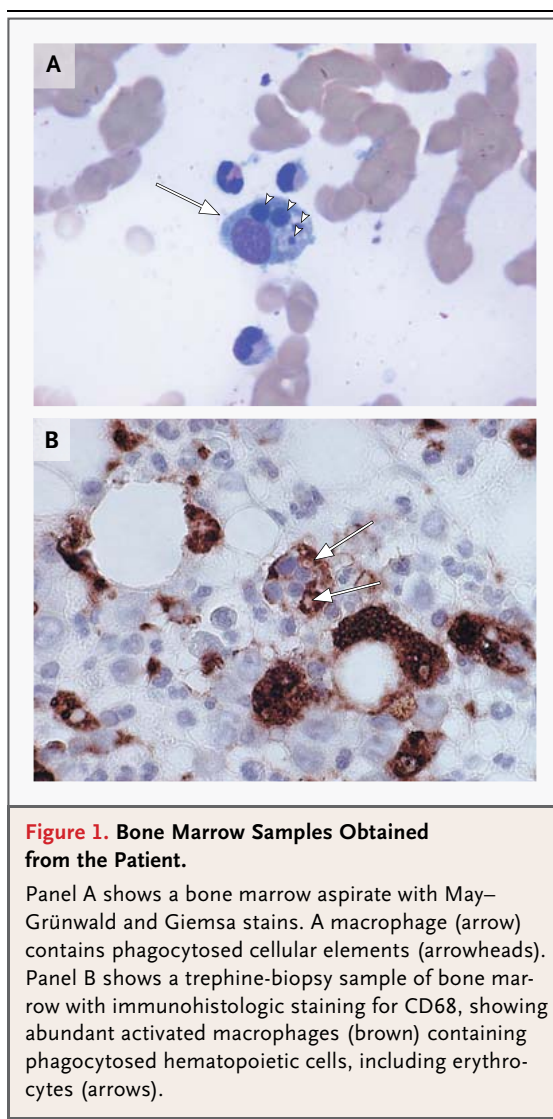 A
B
Figure 1. Bone Marrow Samples Obtained
from the Patient.
Panel A shows a bone marrow aspirate with May–
Grünwald and Giemsa stains. A macrophage (arrow)
contains phagocytosed cellular elements (arrowheads).
Panel B shows a trephine-biopsy sample of bone mar-
row with immunohistologic staining for CD68, showing
abundant activated macrophages (brown) containing
phagocytosed hematopoietic cells, including erythro-
cytes (arrows).